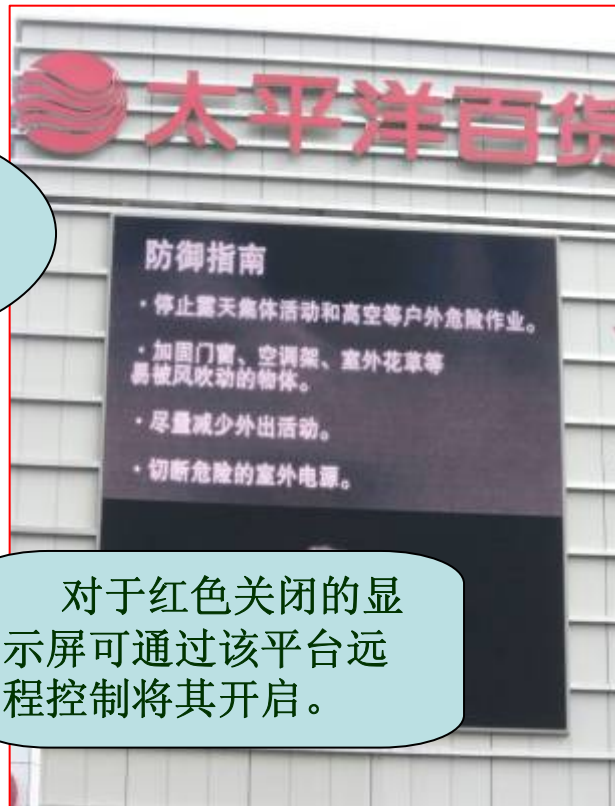 太平洋百货
防御指南
·停止露天集体活动和高空等户外危险作业。
·加固门窗、空调架、室外花草等
易被风吹动的物体。
·尽量减少外出活动。
·切断危险的室外电源。
对于红色关闭的显
示屏可通过该平台远
程控制将其开启。